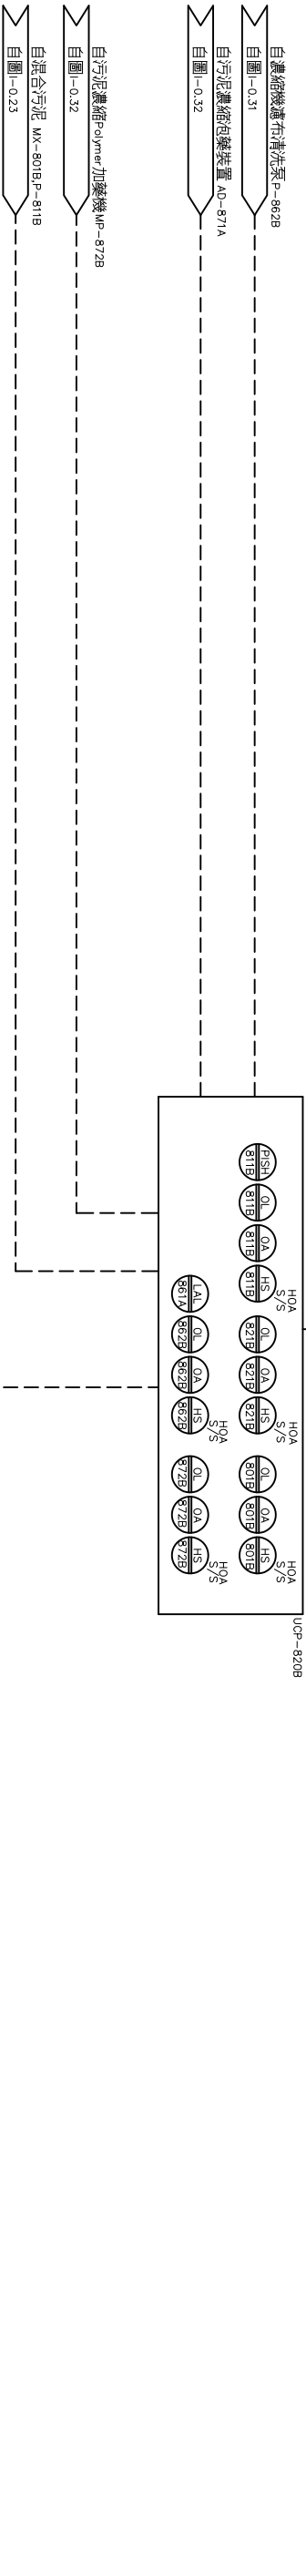 自濃縮機濾布清洗泵P-862B
自圖I-0.31
自污泥濃縮泡藥裝置 AD-871A
自圖I-0.32
自污泥濃縮Polymer加藥機MP-872B
自圖I-0.32
自混合污泥 MX-801B,P-811B
自圖I-0.23
UCP-820B
HOA
S/S
HOA
S/S
HOA
S/S
PISH
811B
OL
811B
OA
811B
HS
811B
OL
821B
OA
821B
HS
821B
OL
801B
OA
801B
HS
801B
HOA
S/S
HOA
S/S
LAL
861A
OL
862B
OA
862B
HS
862B
OL
872B
OA
872B
HS
872B